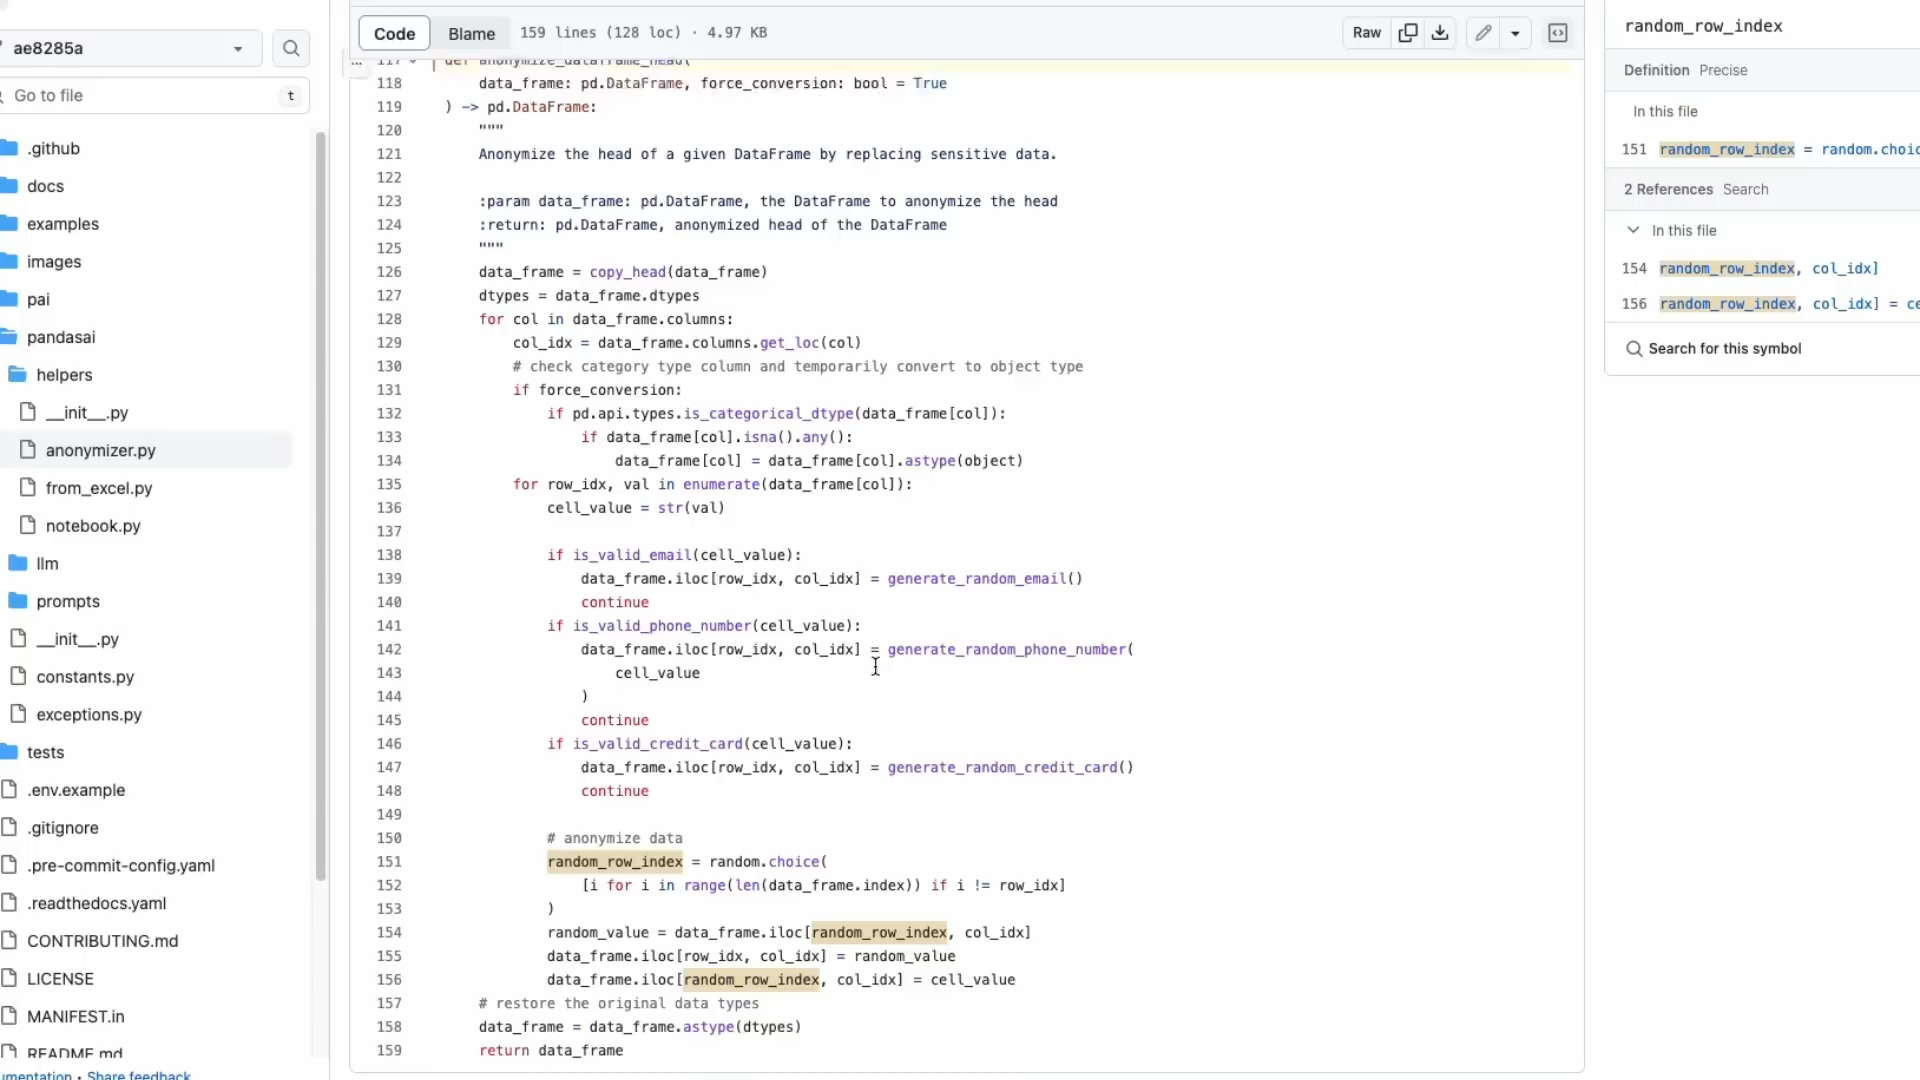 ae8285a
Go to file
t
.github
docs
examples
images
pai
pandasai
helpers
__init__.py
anonymizer.py
from_excel.py
notebook.py
llm
prompts
__init__.py
constants.py
exceptions.py
tests
.env.example
.gitignore
.pre-commit-config.yaml
.readthedocs.yaml
CONTRIBUTING.md
LICENSE
MANIFEST.in
README.md
umentation • Share feedback
Code Blame 159 lines (128 loc) · 4.97 KB
Raw
117 def anonymize_dataframe_head(
118 data_frame: pd.DataFrame, force_conversion: bool = True
119 ) -> pd.DataFrame:
120 """
121 Anonymize the head of a given DataFrame by replacing sensitive data.
122
123 :param data_frame: pd.DataFrame, the DataFrame to anonymize the head
124 :return: pd.DataFrame, anonymized head of the DataFrame
125 """
126 data_frame = copy_head(data_frame)
127 dtypes = data_frame.dtypes
128 for col in data_frame.columns:
129 col_idx = data_frame.columns.get_loc(col)
130 # check category type column and temporarily convert to object type
131 if force_conversion:
132 if pd.api.types.is_categorical_dtype(data_frame[col]):
133 if data_frame[col].isna().any():
134 data_frame[col] = data_frame[col].astype(object)
135 for row_idx, val in enumerate(data_frame[col]):
136 cell_value = str(val)
137
138 if is_valid_email(cell_value):
139 data_frame.iloc[row_idx, col_idx] = generate_random_email()
140 continue
141 if is_valid_phone_number(cell_value):
142 data_frame.iloc[row_idx, col_idx] = generate_random_phone_number(
143 cell_value
144 )
145 continue
146 if is_valid_credit_card(cell_value):
147 data_frame.iloc[row_idx, col_idx] = generate_random_credit_card()
148 continue
149
150 # anonymize data
151 random_row_index = random.choice(
152 [i for i in range(len(data_frame.index)) if i != row_idx]
153 )
154 random_value = data_frame.iloc[random_row_index, col_idx]
155 data_frame.iloc[row_idx, col_idx] = random_value
156 data_frame.iloc[random_row_index, col_idx] = cell_value
157 # restore the original data types
158 data_frame = data_frame.astype(dtypes)
159 return data_frame
random_row_index
Definition Precise
In this file
151 random_row_index = random.choic
2 References Search
In this file
154 random_row_index, col_idx]
156 random_row_index, col_idx] = ce
Search for this symbol